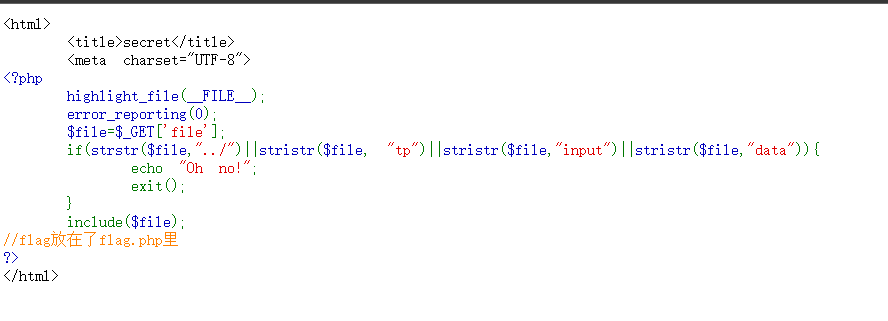 <html>
<title>secret</title>
<meta charset="UTF-8">
<?php
highlight_file(__FILE__);
error_reporting(0);
$file=$_GET['file'];
if(strstr($file,"../")||stristr($file, "tp")||stristr($file,"input")||stristr($file,"data")){
echo "Oh no!";
exit();
}
include($file);
//flag放在了flag.php里
?>
</html>